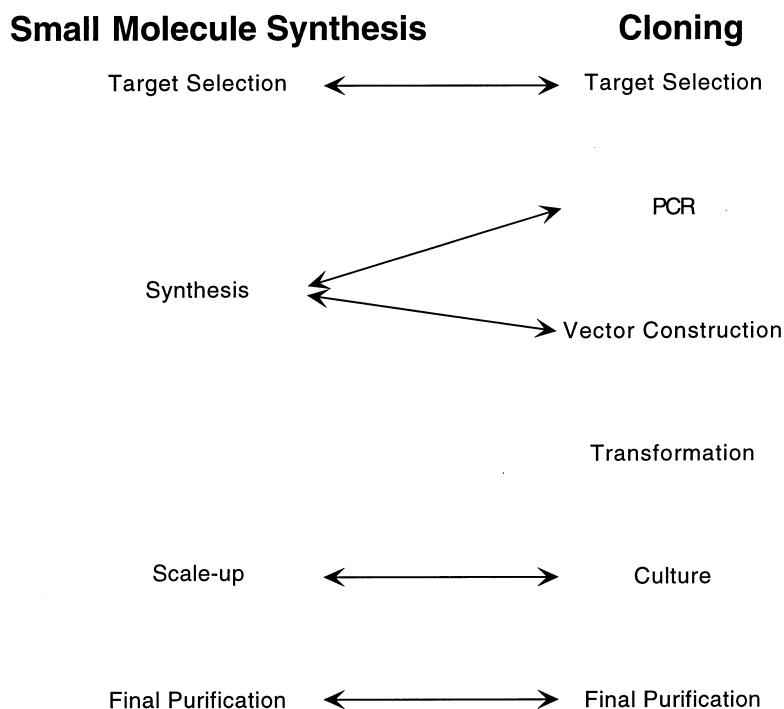 Small Molecule Synthesis Cloning
Target Selection Target Selection
PCR
Synthesis
Vector Construction
Transformation
Scale-up Culture
Final Purification Final Purification